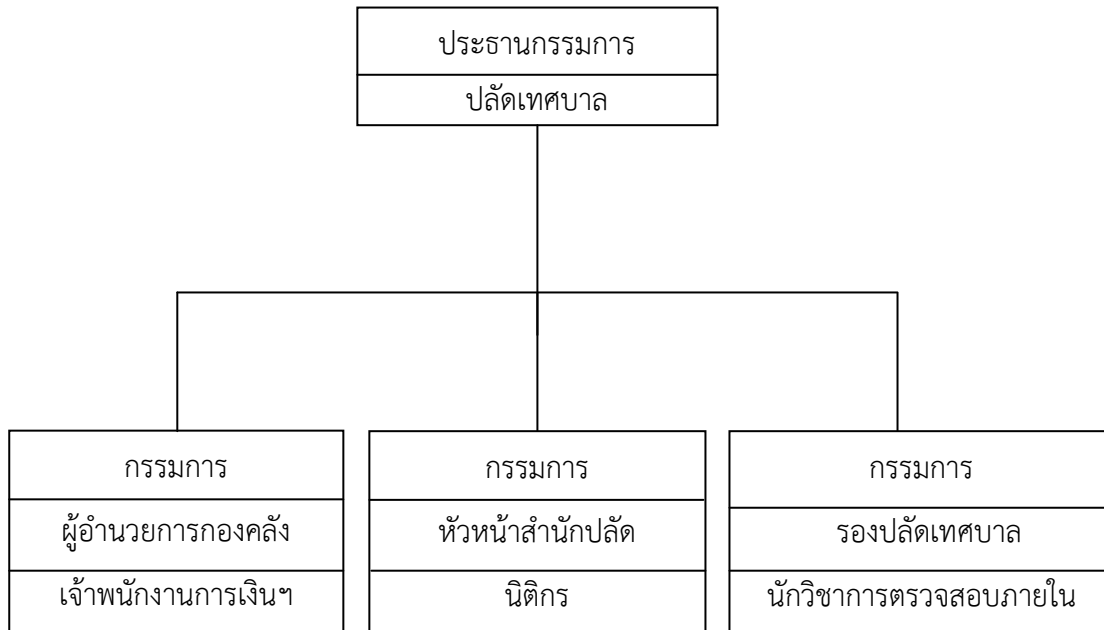 ประธานกรรมการ
ปลัดเทศบาล
กรรมการ
ผู้อำนวยการกองคลัง
เจ้าพนักงานการเงินฯ
กรรมการ
หัวหน้าสำนักปลัด
นิติกร
กรรมการ
รองปลัดเทศบาล
นักวิชาการตรวจสอบภายใน